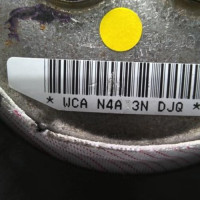 * WCA N4A 3N DJQ *